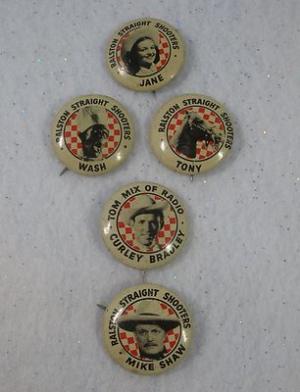 RALSTON STRAIGHT SHOOTERS
JANE
RALSTON STRAIGHT SHOOTERS
WASH
RALSTON STRAIGHT SHOOTERS
TONY
TOM MIX OF RADIO
CURLEY BRADLEY
RALSTON STRAIGHT SHOOTERS
MIKE SHAW